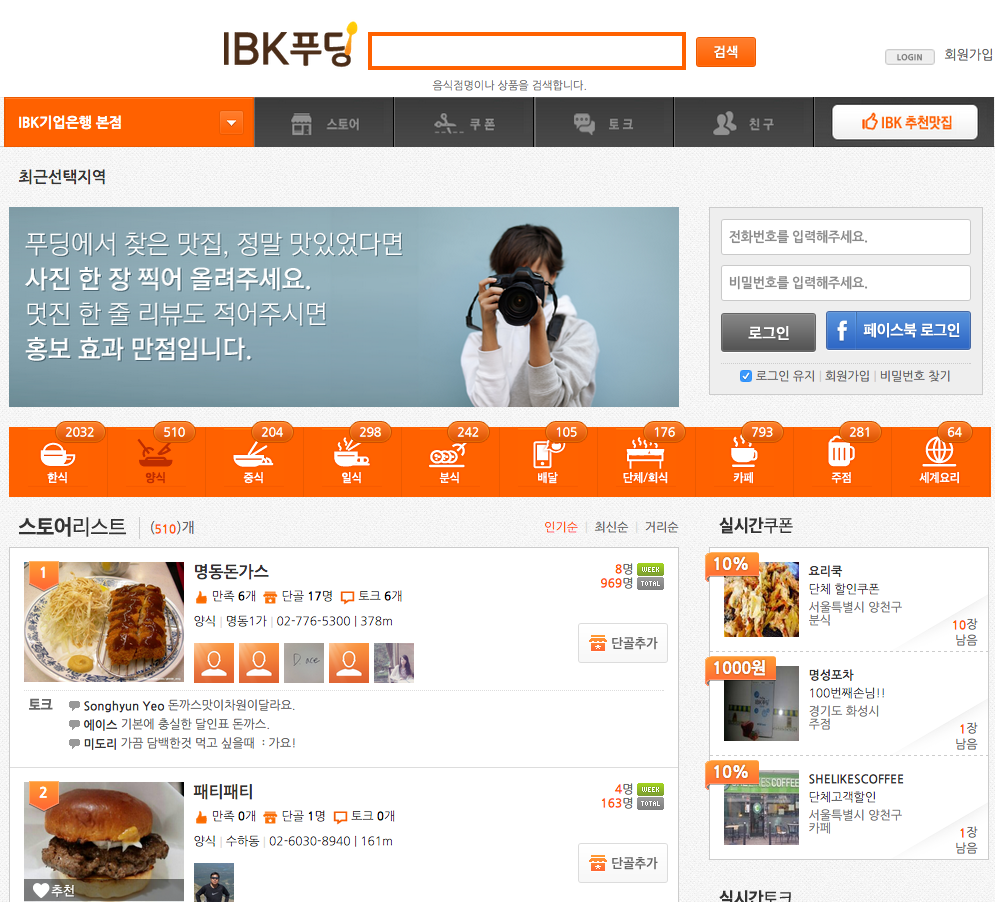 IBK푸딩
검색
LOGIN 회원가입
음식점명이나 상품을 검색합니다.
IBK기업은행 본점
스토어
쿠폰
토크
친구
IBK 추천맛집
최근선택지역
푸딩에서 찾은 맛집, 정말 맛있었다면
사진 한 장 찍어 올려주세요.
멋진 한 줄 리뷰도 적어주시면
홍보 효과 만점입니다.
전화번호를 입력해주세요.
비밀번호를 입력해주세요.
로그인
f 페이스북 로그인
로그인 유지 | 회원가입 | 비밀번호 찾기
2032 510 204 298 242 105 176 793 281 64
한식 양식 중식 일식 분식 배달 단체/회식 카페 주점 세계요리
스토어리스트 (510)개
인기순 | 최신순 | 거리순
1
명동돈가스
만족 6개 단골 17명 토크 6개
양식 | 명동1가 | 02-776-5300 | 378m
8명 WEEK
969명 TOTAL
단골추가
토크
Songhyun Yeo 돈까스맛이차원이달라요.
에이스 기본에 충실한 달인표 돈까스.
미도리 가끔 담백한것 먹고 싶을때 : 가요!
2
패티패티
만족 0개 단골 1명 토크 0개
양식 | 수하동 | 02-6030-8940 | 161m
4명 WEEK
163명 TOTAL
단골추가
추천
실시간쿠폰
10%
요리쿡
단체 할인쿠폰
서울특별시 양천구
분식
10장
남음
1000원
명성포차
100번째손님!!
경기도 화성시
주점
1장
남음
10%
SHELIKESCOFFEE
단체고객할인
서울특별시 양천구
카페
1장
남음
실시간토크